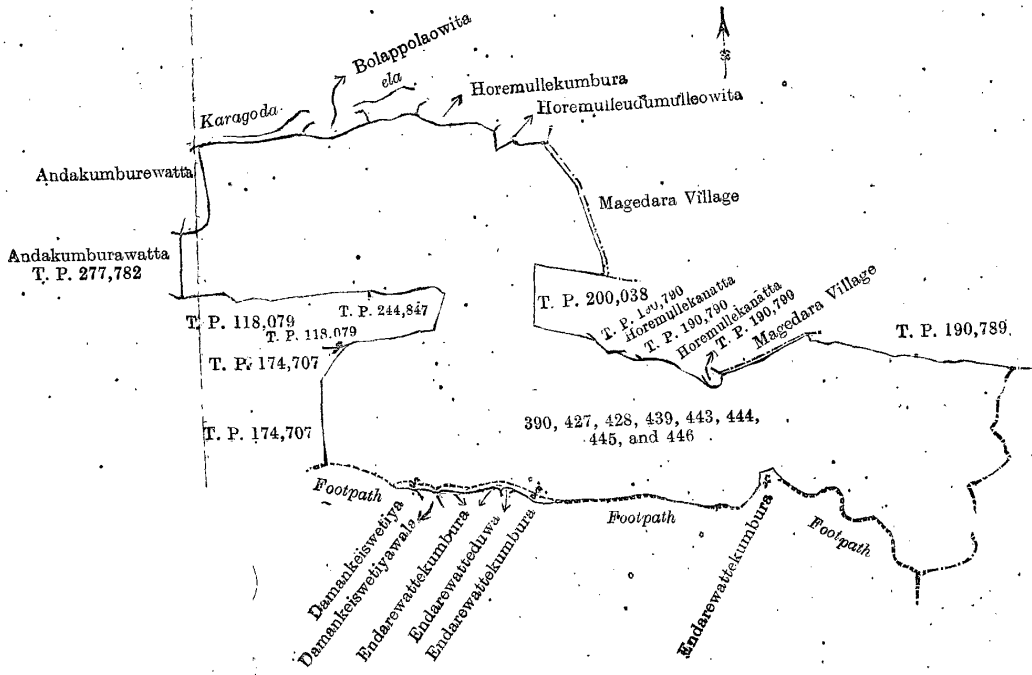 Bolappolaowita
ela
Karagoda
Horemullekumbura
Horemulleudumulleowita
Andakumburewatta
Magedara Village
Andakumburawatta
T. P. 277,782
T. P. 200,038
T. P. 118,079
T. P. 244,847
T. P. 118,079
T. P. 174,707
T. P. 174,707
T. P. 190,790
Horemullekanatta
T. P. 190,790
Horemullekanatta
T. P. 190,790
Magedara Village
T. P. 190,789
390, 427, 428, 439, 443, 444,
445, and 446
Footpath
Damankeiswetiya
Damankeiswetiyawala
Endarewattekumbura
Endarewatteduwa
Endarewattekumbura
Footpath
Endarewattekumbura
Footpath